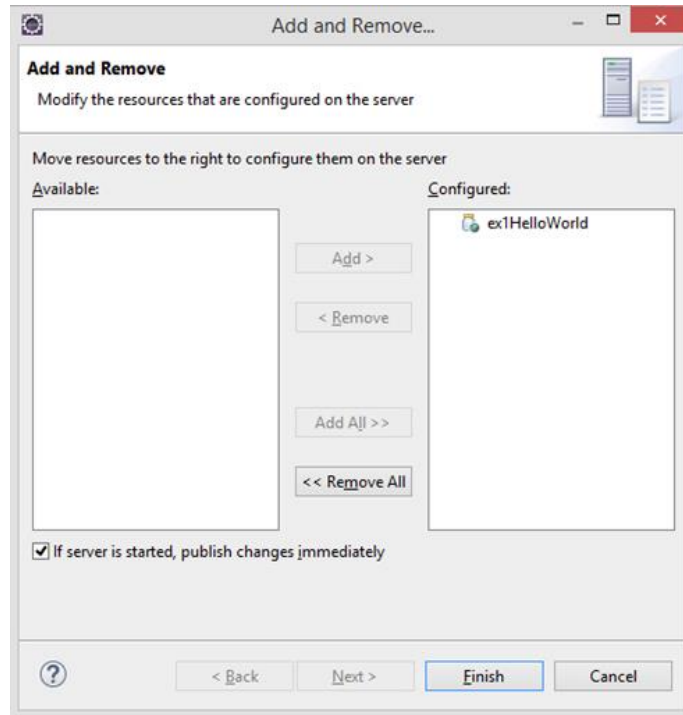 Add and Remove...
Add and Remove
Modify the resources that are configured on the server
Move resources to the right to configure them on the server
Available:
Configured:
ex1HelloWorld
Add >
< Remove
Add All >>
<< Remove All
If server is started, publish changes immediately
?
< Back
Next >
Finish
Cancel